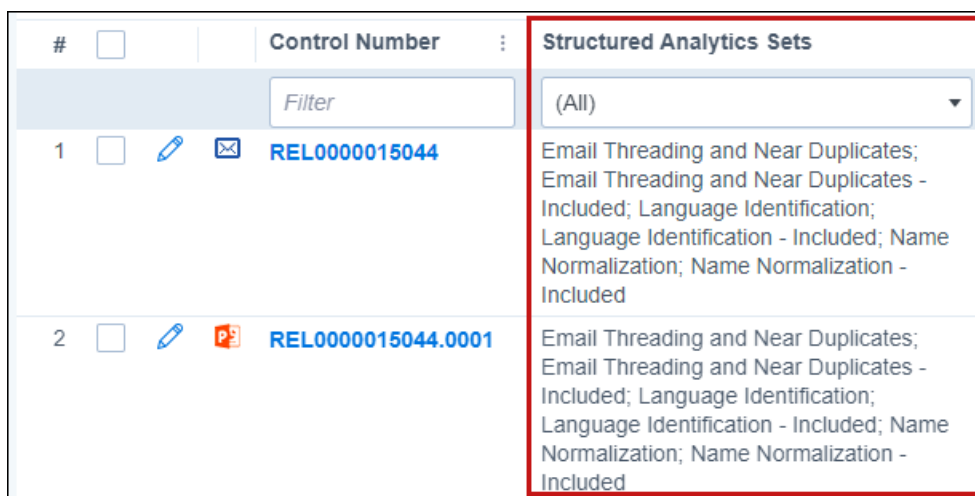 # Control Number Structured Analytics Sets
Filter (All)
1 REL0000015044 Email Threading and Near Duplicates;
Email Threading and Near Duplicates -
Included; Language Identification;
Language Identification - Included; Name
Normalization; Name Normalization -
Included
2 REL0000015044.0001 Email Threading and Near Duplicates;
Email Threading and Near Duplicates -
Included; Language Identification;
Language Identification - Included; Name
Normalization; Name Normalization -
Included